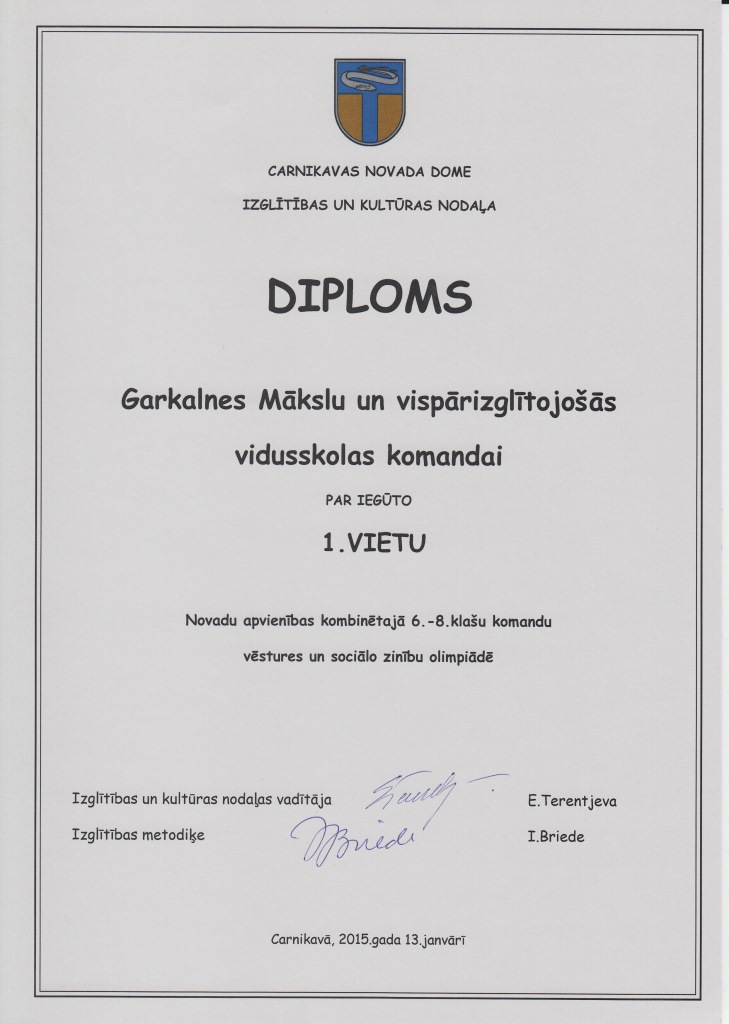 CARNIKAVAS NOVADA DOME
IZGLĪTĪBAS UN KULTŪRAS NODAĻA
DIPLOMS
Garkalnes Mākslu un vispārizglītojošās
vidusskolas komandai
PAR IEGŪTO
1.VIETU
Novadu apvienības kombinētajā 6.-8.klašu komandu
vēstures un sociālo zinību olimpiādē
Izglītības un kultūras nodaļas vadītāja E.Terentjeva
Izglītības metodiķe IBriede I.Briede
Carnikavā, 2015.gada 13.janvārī